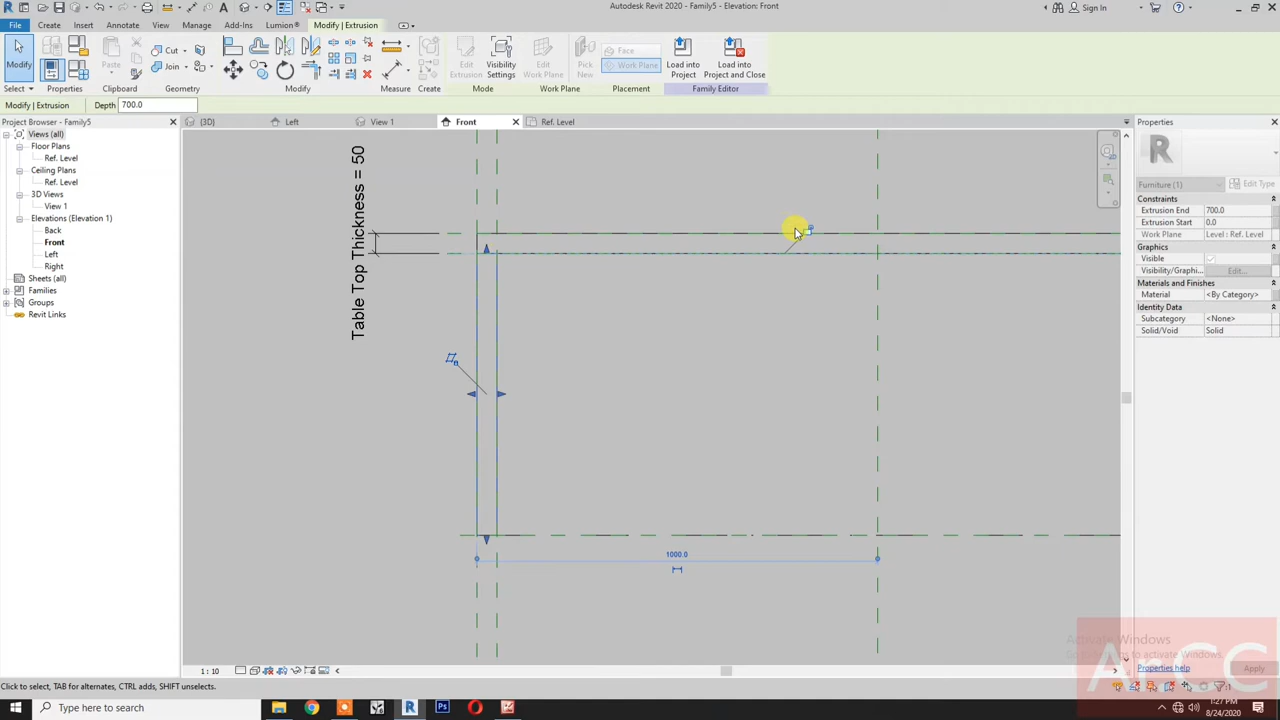 Autodesk Revit 2020 - Family5 - Elevation: Front
Sign In
File Create Insert Annotate View Manage Add-Ins Lumion® Modify | Extrusion
Modify
Paste
Cut
Join
Edit Extrusion
Visibility Settings
Edit Work Plane
Pick New
Face
Work Plane
Load into Project
Load into Project and Close
Select Properties Clipboard Geometry Modify Measure Create Mode Work Plane Placement Family Editor
Modify | Extrusion Depth 700.0
Project Browser - Family5
{3D} Left View 1 Front Ref. Level
Properties
Views (all)
Floor Plans
Ref. Level
Ceiling Plans
Ref. Level
3D Views
View 1
Elevations (Elevation 1)
Back
Front
Left
Right
Sheets (all)
Families
Groups
Revit Links
Table Top Thickness = 50
1000.0
Furniture (1) Edit Type
Constraints
Extrusion End 700.0
Extrusion Start 0.0
Work Plane Level : Ref. Level
Graphics
Visible
Visibility/Graphi... Edit...
Materials and Finishes
Material <By Category>
Identity Data
Subcategory <None>
Solid/Void Solid
Activate Windows
Properties help Apply
ARCC
1 : 10
Click to select, TAB for alternates, CTRL adds, SHIFT unselects.
:1
Type here to search
1:27 PM
8/24/2020